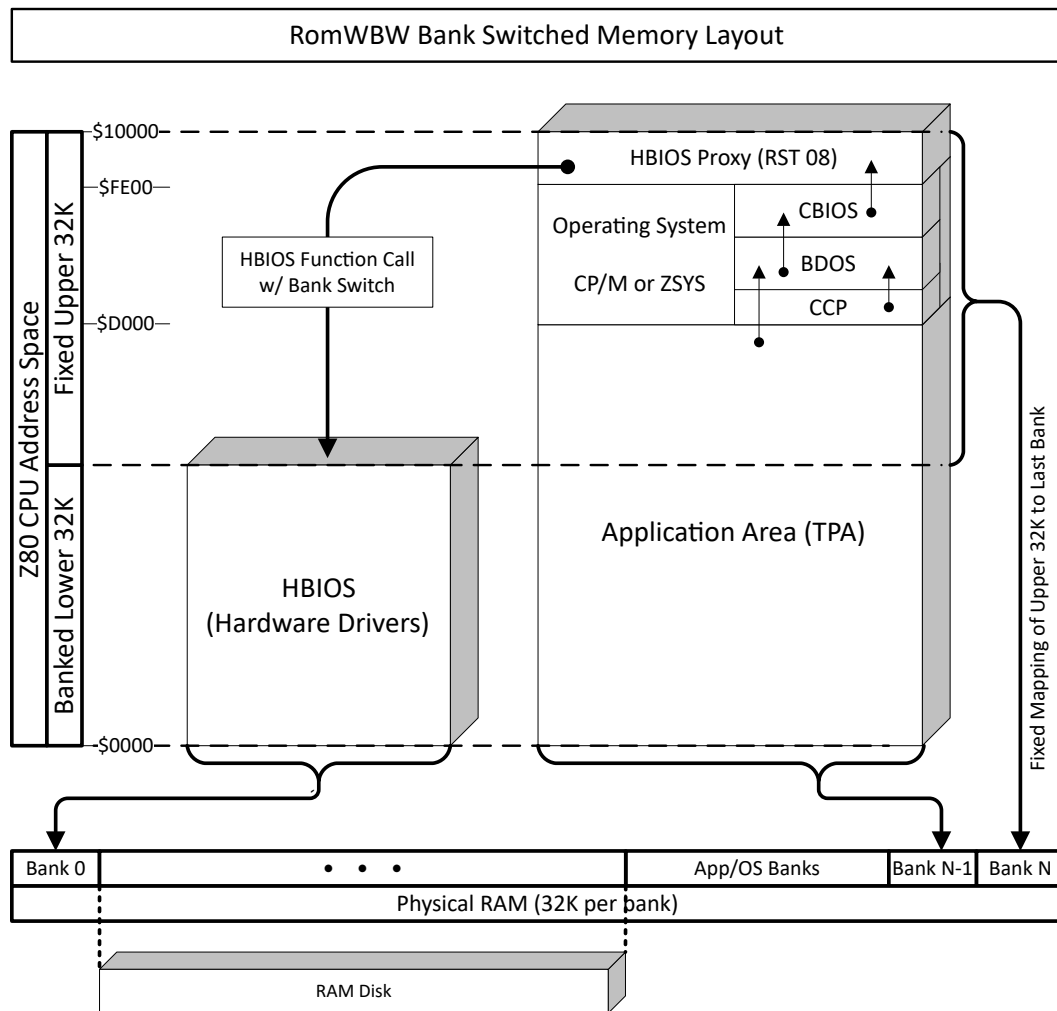 RomWBW Bank Switched Memory Layout
$10000
HBIOS Proxy (RST 08)
$FE00
CBIOS
Operating System
HBIOS Function Call
w/ Bank Switch
BDOS
CP/M or ZSYS
CCP
$D000
Z80 CPU Address Space
Fixed Upper 32K
Banked Lower 32K
Application Area (TPA)
HBIOS
(Hardware Drivers)
Fixed Mapping of Upper 32K to Last Bank
$0000
Bank 0
• • •
App/OS Banks
Bank N-1
Bank N
Physical RAM (32K per bank)
RAM Disk